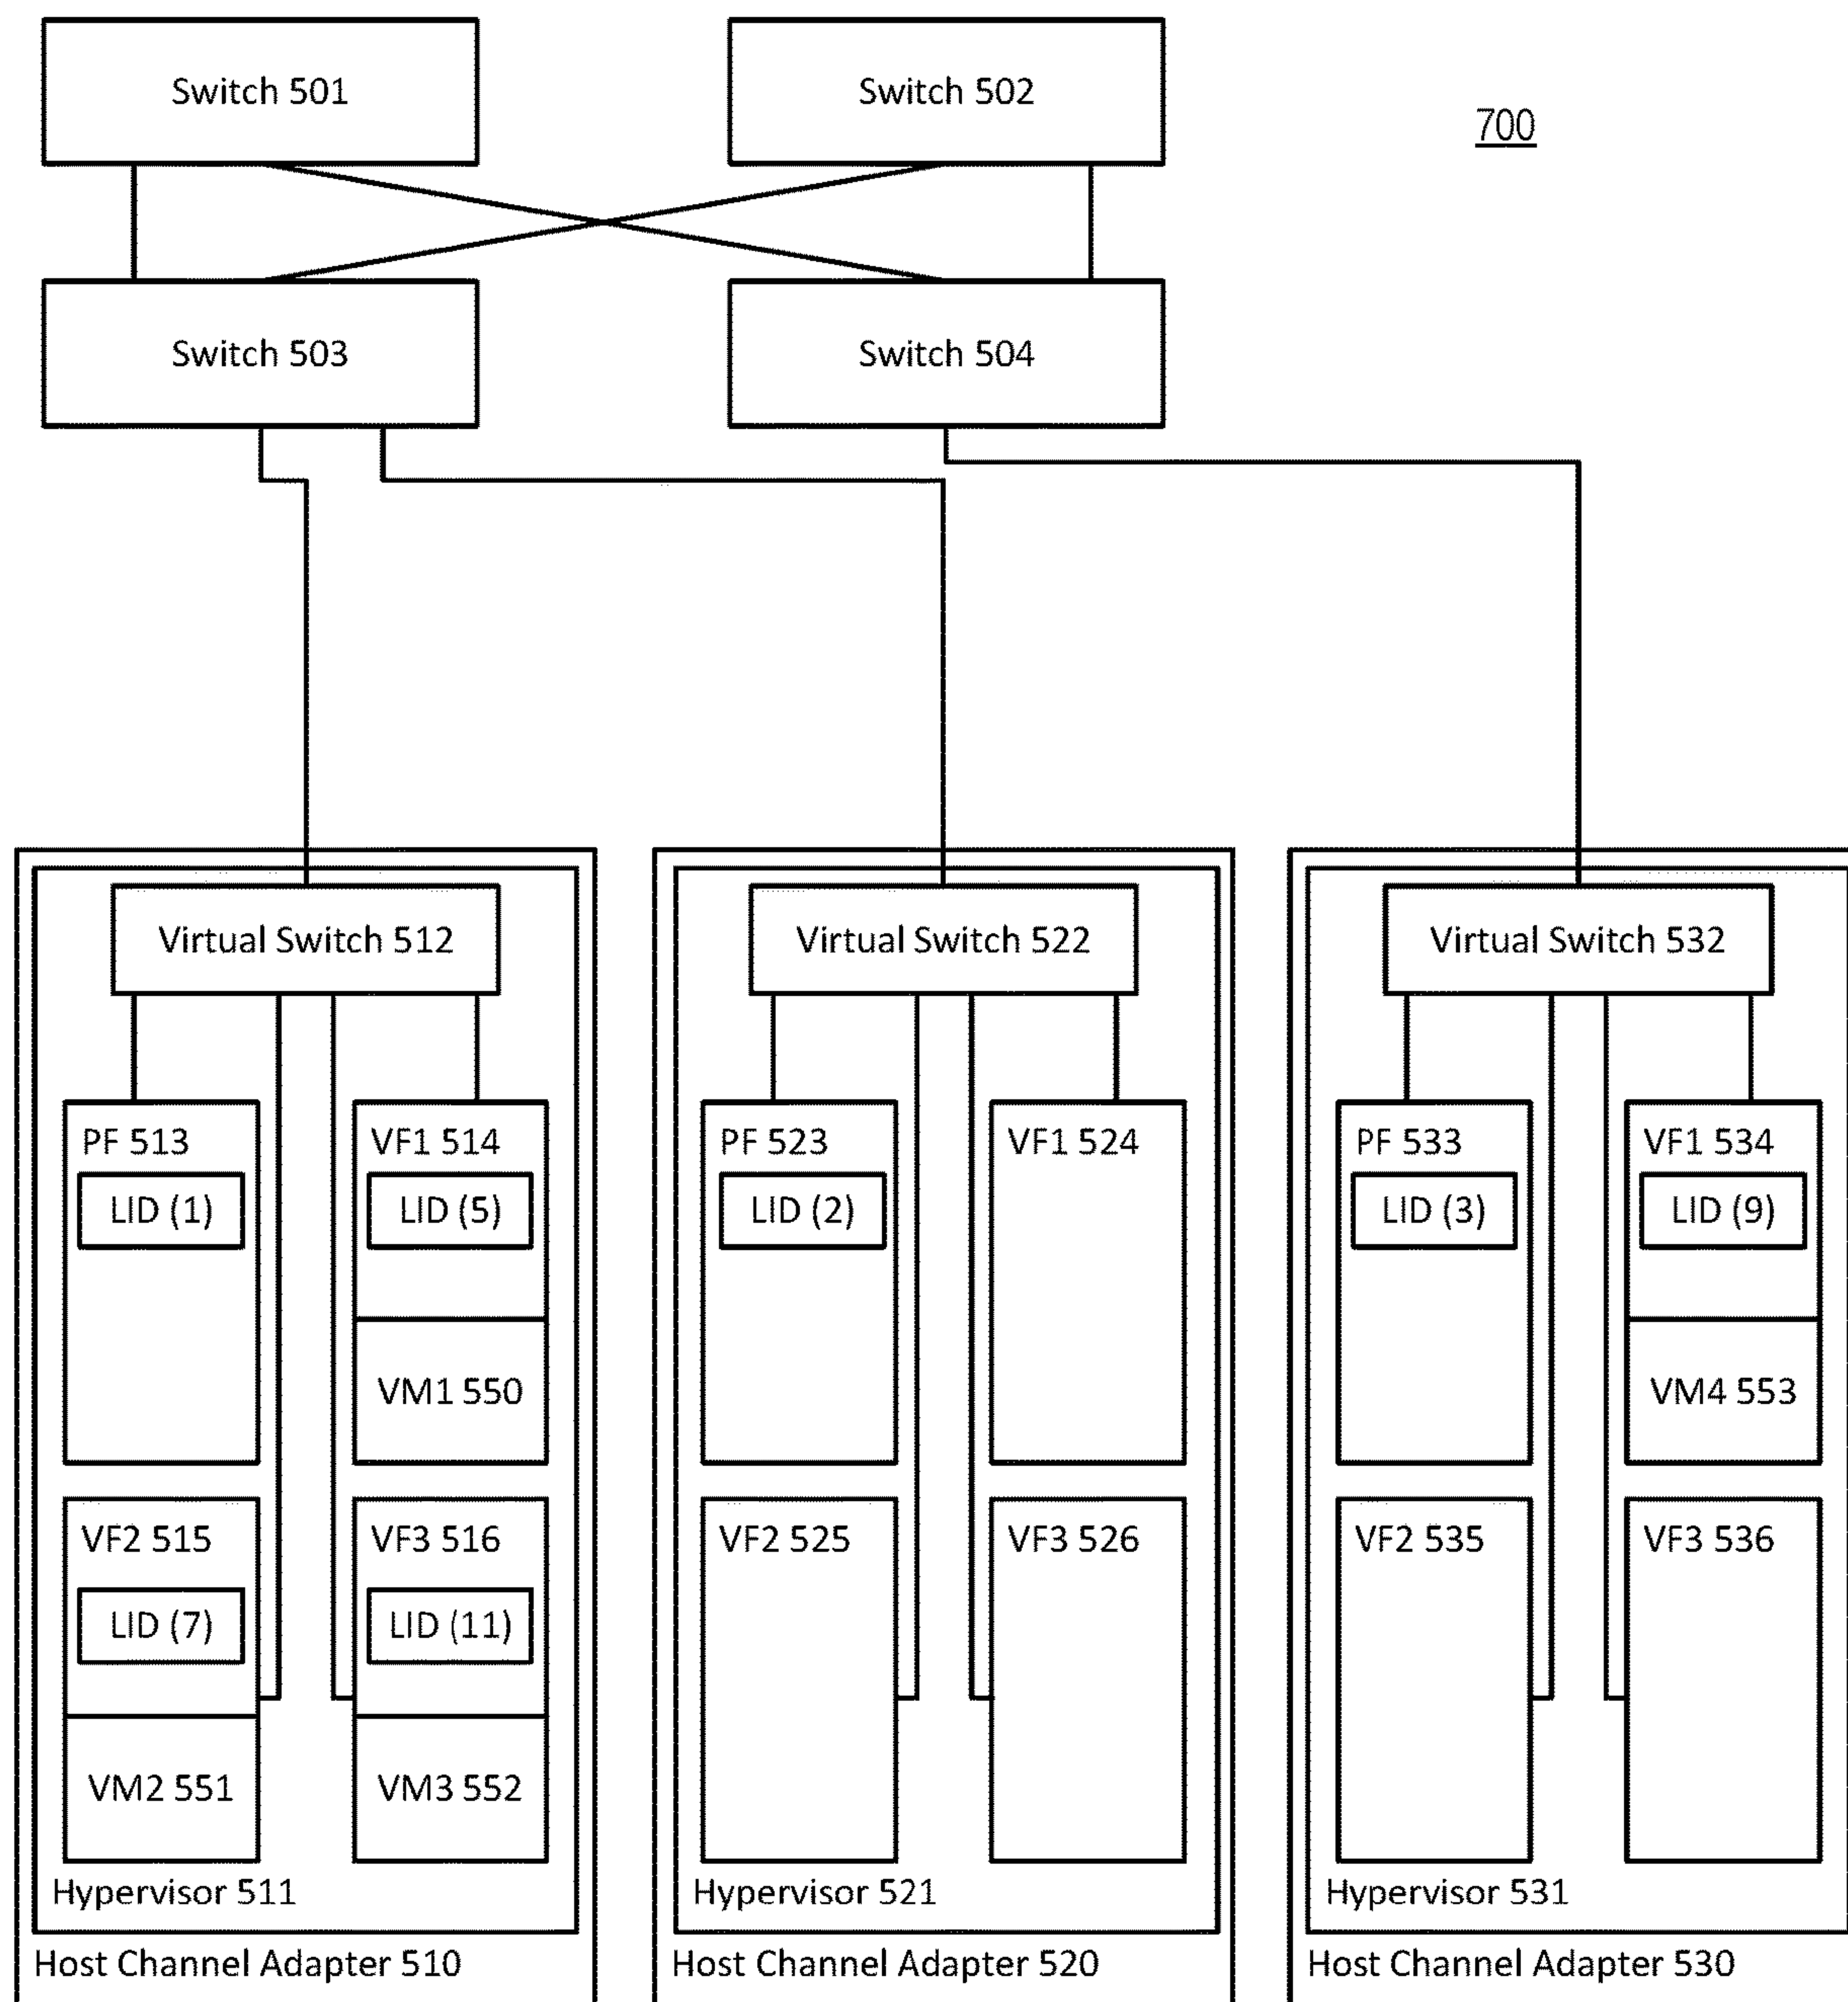 Switch 501
Switch 502
700
Switch 503
Switch 504
Virtual Switch 512
Virtual Switch 522
Virtual Switch 532
PF 513
LID (1)
VF1 514
LID (5)
VM1 550
PF 523
LID (2)
VF1 524
PF 533
LID (3)
VF1 534
LID (9)
VM4 553
VF2 515
LID (7)
VM2 551
VF3 516
LID (11)
VM3 552
VF2 525
VF3 526
VF2 535
VF3 536
Hypervisor 511
Hypervisor 521
Hypervisor 531
Host Channel Adapter 510
Host Channel Adapter 520
Host Channel Adapter 530